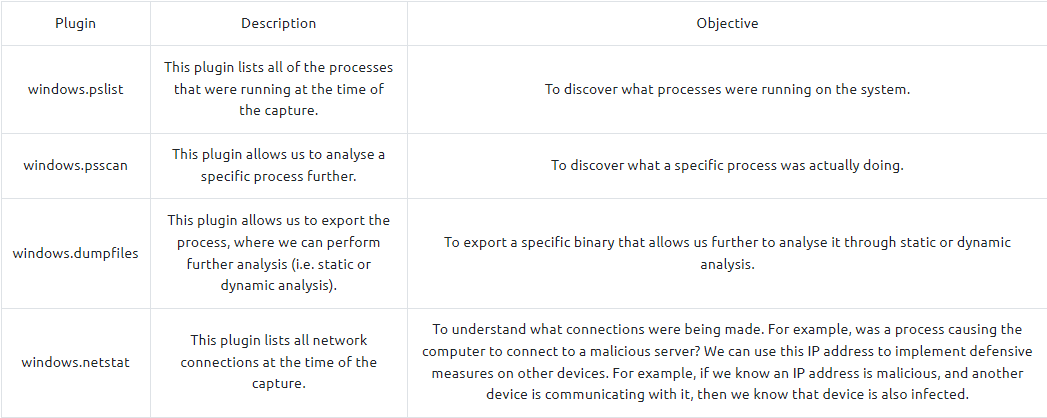 Plugin
Description
Objective
windows.pslist
This plugin lists all of the processes
that were running at the time of
the capture.
To discover what processes were running on the system.
windows.psscan
This plugin allows us to analyse a
specific process further.
To discover what a specific process was actually doing.
windows.dumpfiles
This plugin allows us to export the
process, where we can perform
further analysis (i.e. static or
dynamic analysis).
To export a specific binary that allows us further to analyse it through static or dynamic
analysis.
windows.netstat
This plugin lists all network
connections at the time of the
capture.
To understand what connections were being made. For example, was a process causing the
computer to connect to a malicious server? We can use this IP address to implement defensive
measures on other devices. For example, if we know an IP address is malicious, and another
device is communicating with it, then we know that device is also infected.